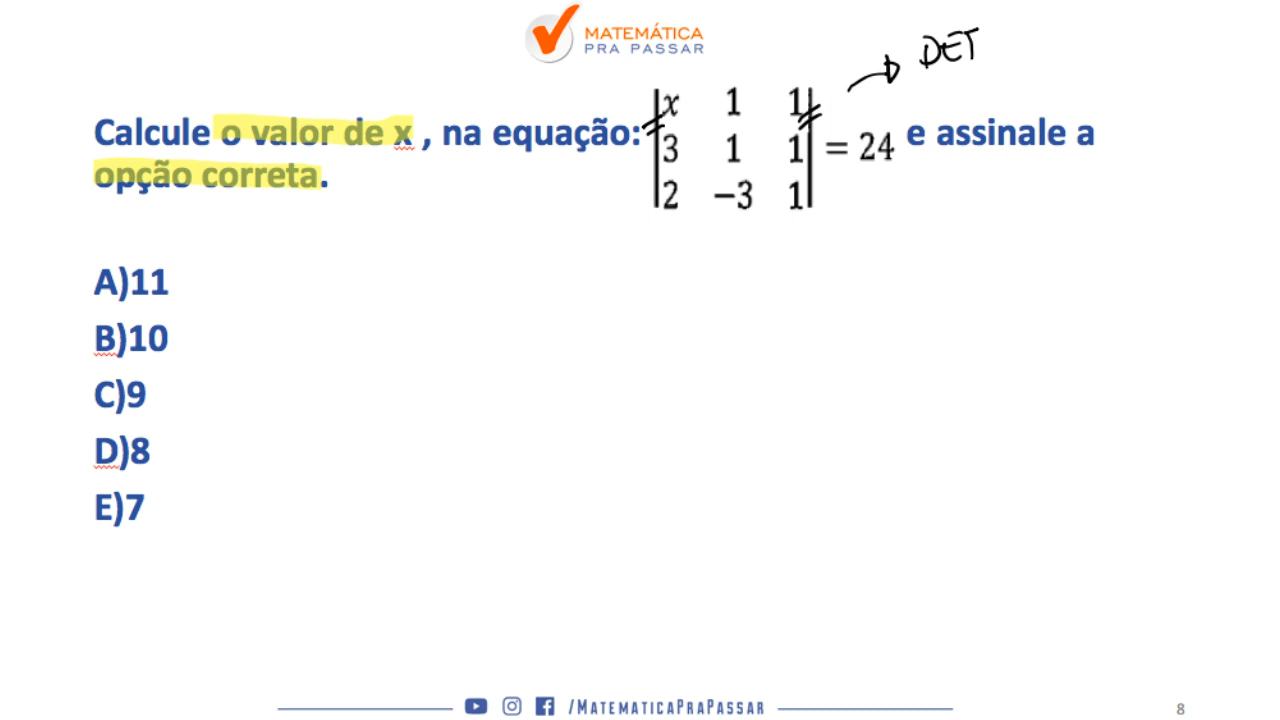 MATEMÁTICA
PRA PASSAR
DET
Calcule o valor de x , na equação: |x 1 1| = 24 e assinale a
|3 1 1|
|2 −3 1|
opção correta.
A)11
B)10
C)9
D)8
E)7
/MATEMATICAPRAPASSAR
8